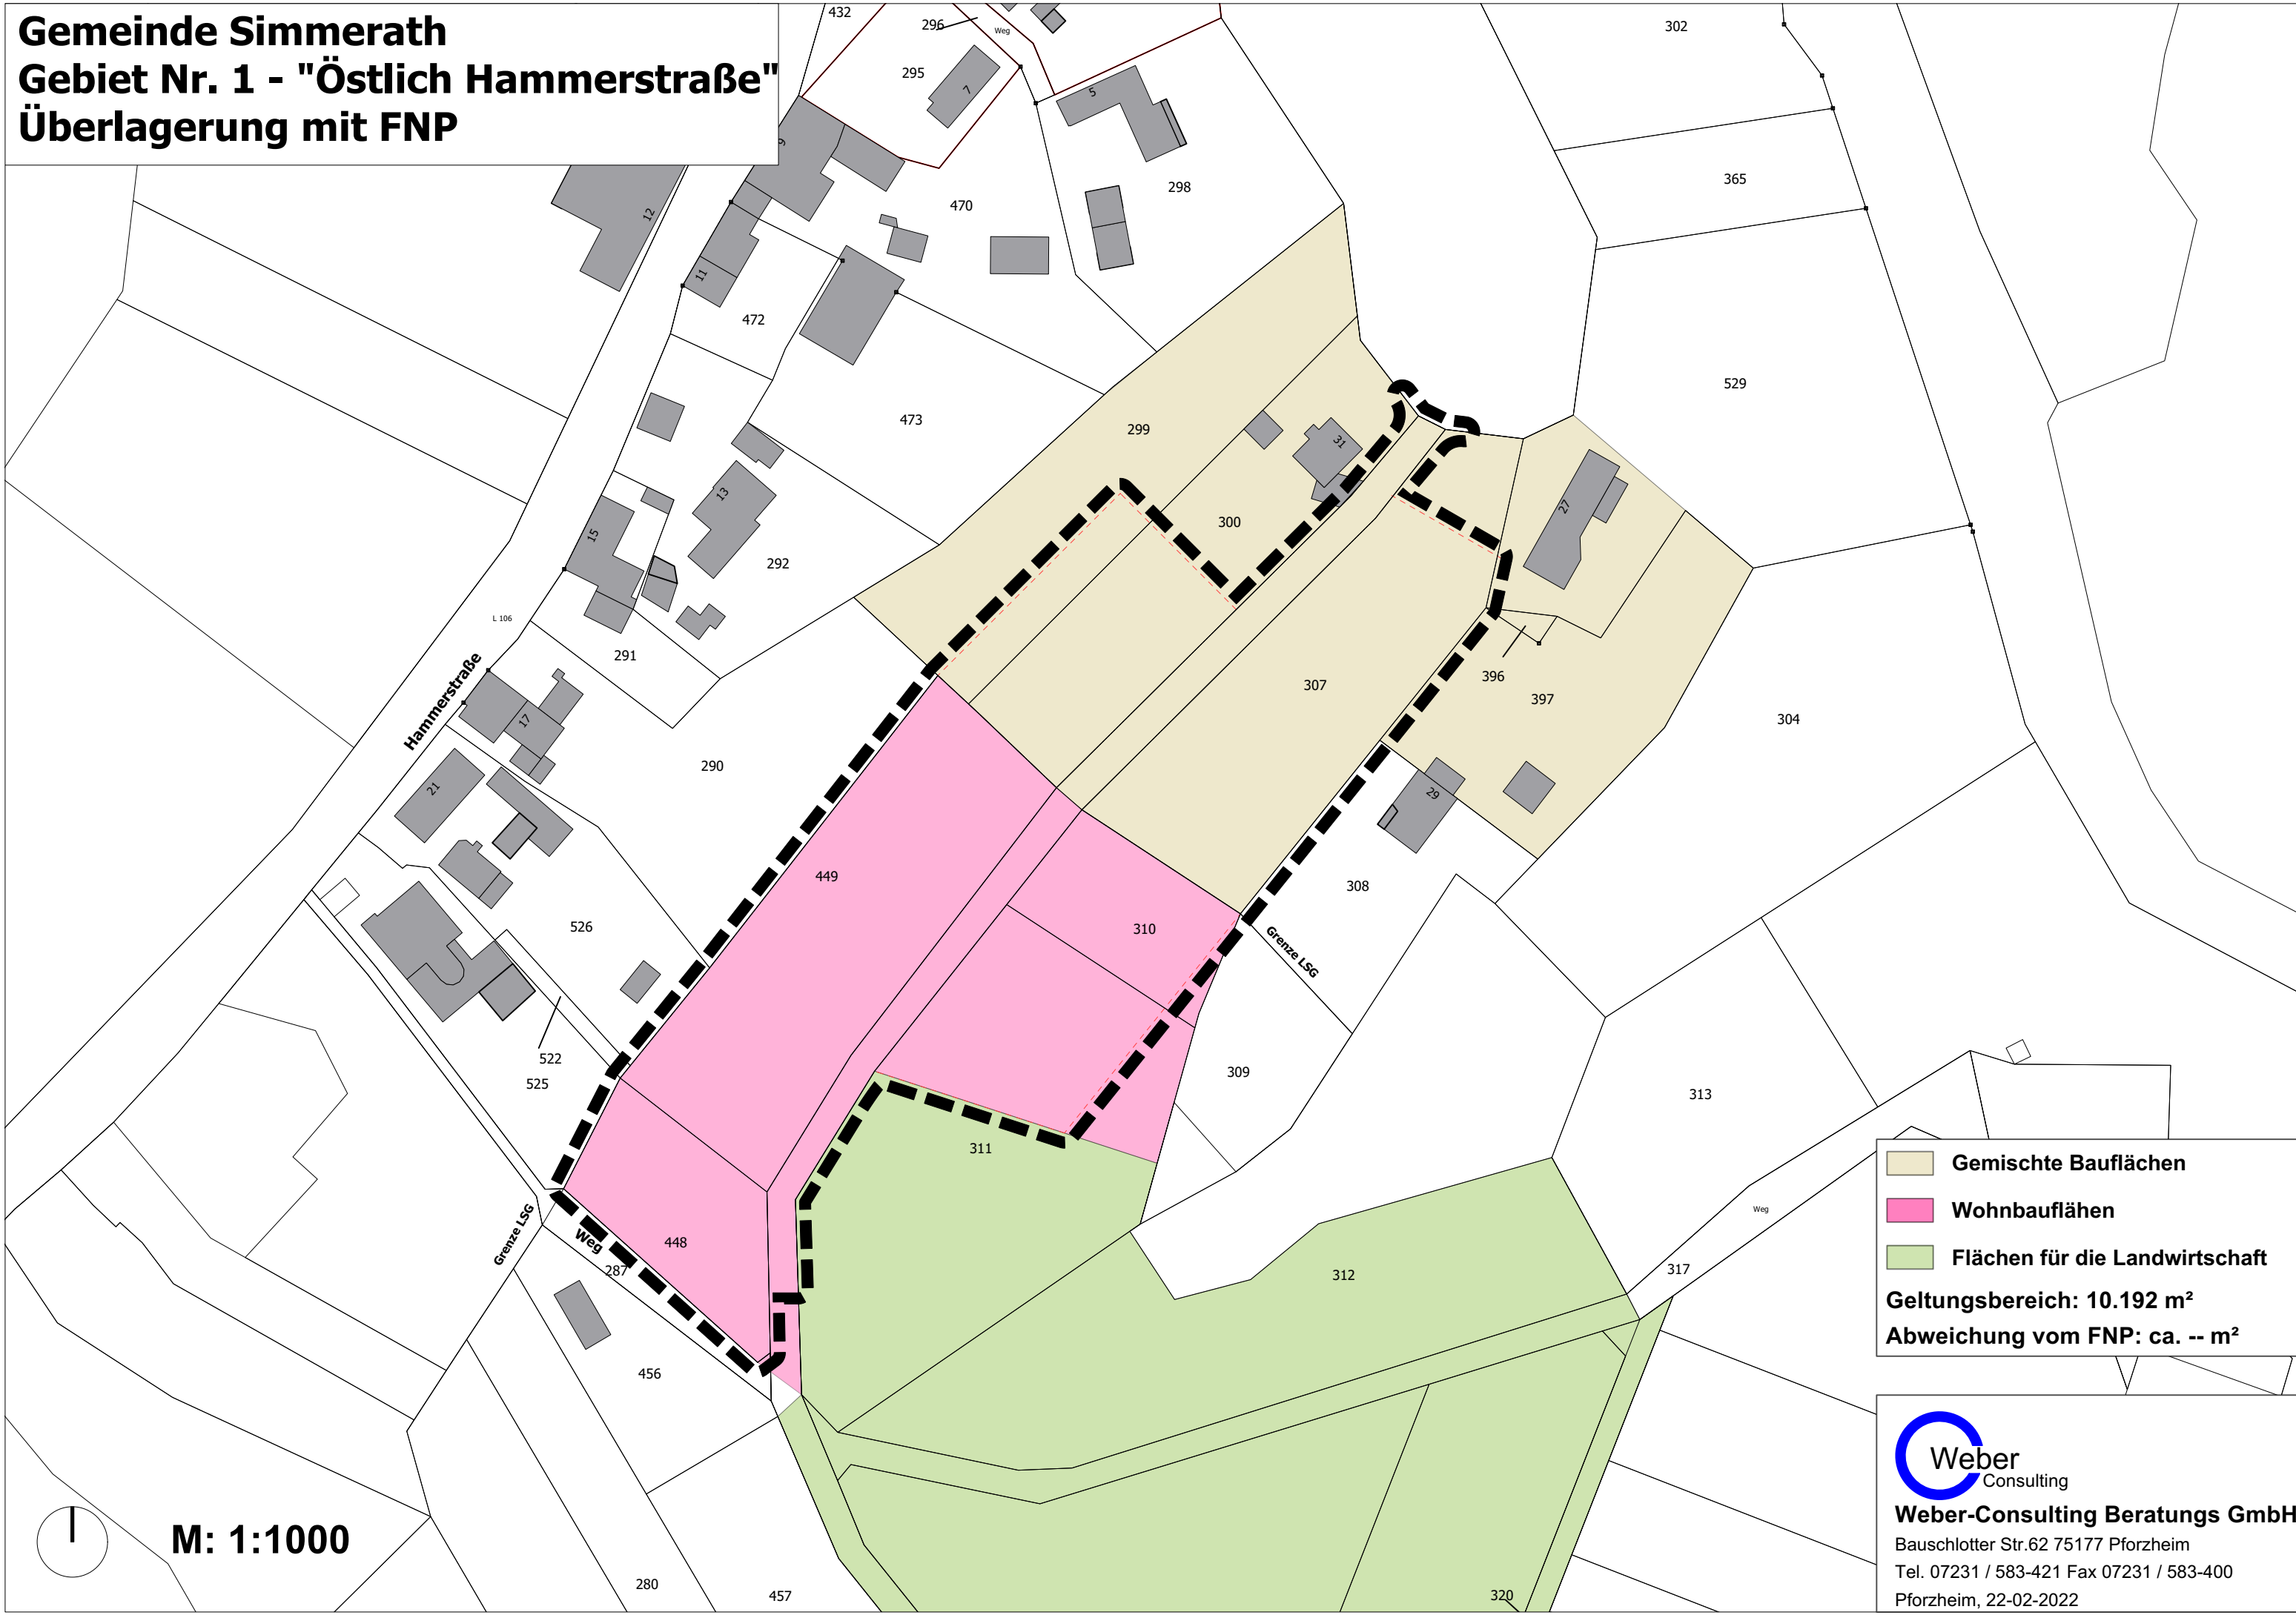 Gemeinde Simmerath
Gebiet Nr. 1 - "Östlich Hammerstraße"
Überlagerung mit FNP
432
296
Weg
302
295
7
5
9
365
298
12
470
11
472
529
473
299
31
13
300
27
15
292
L 106
291
307
396
397
Hammerstraße
17
304
290
21
29
449
308
526
310
Grenze LSG
522
525
309
313
311
Grenze LSG
Weg
448
287
312
317
Weg
456
280
457
320
Gemischte Bauflächen
Wohnbauflähen
Flächen für die Landwirtschaft
Geltungsbereich: 10.192 m²
Abweichung vom FNP: ca. -- m²
M: 1:1000
Weber
Consulting
Weber-Consulting Beratungs GmbH
Bauschlotter Str.62 75177 Pforzheim
Tel. 07231 / 583-421 Fax 07231 / 583-400
Pforzheim, 22-02-2022